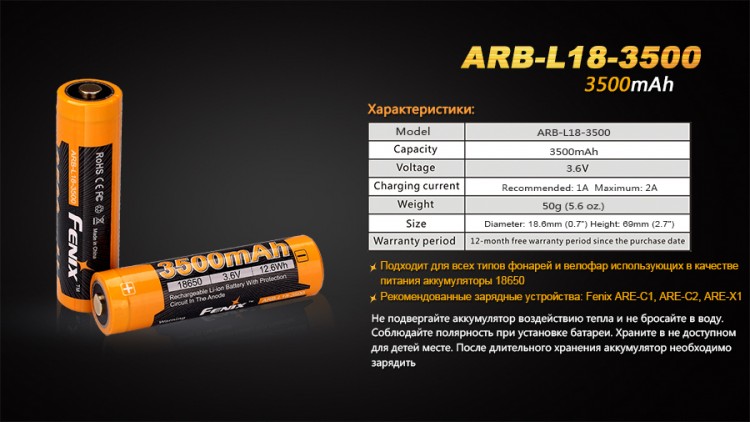 ARB-L18-3500
3500mAh
Характеристики:
Model ARB-L18-3500
Capacity 3500mAh
Voltage 3.6V
Charging current Recommended: 1A Maximum: 2A
Weight 50g (5.6 oz.)
Size Diameter: 18.6mm (0.7") Height: 69mm (2.7")
Warranty period 12-month free warranty period since the purchase date
Подходит для всех типов фонарей и велофар использующих в качестве
питания аккумуляторы 18650
Рекомендованные зарядные устройства: Fenix ARE-C1, ARE-C2, ARE-X1
Не подвергайте аккумулятор воздействию тепла и не бросайте в воду.
Соблюдайте полярность при установке батареи. Храните в не доступном
для детей месте. После длительного хранения аккумулятор необходимо
зарядить
ARB-L18-3500
RoHS CE
Made in China
FENIX
TM
3500mAh
18650 3.6V 12.6Wh
Rechargeable Li-ion Battery With Protection
Circuit In The Anode
FENIX
Warning